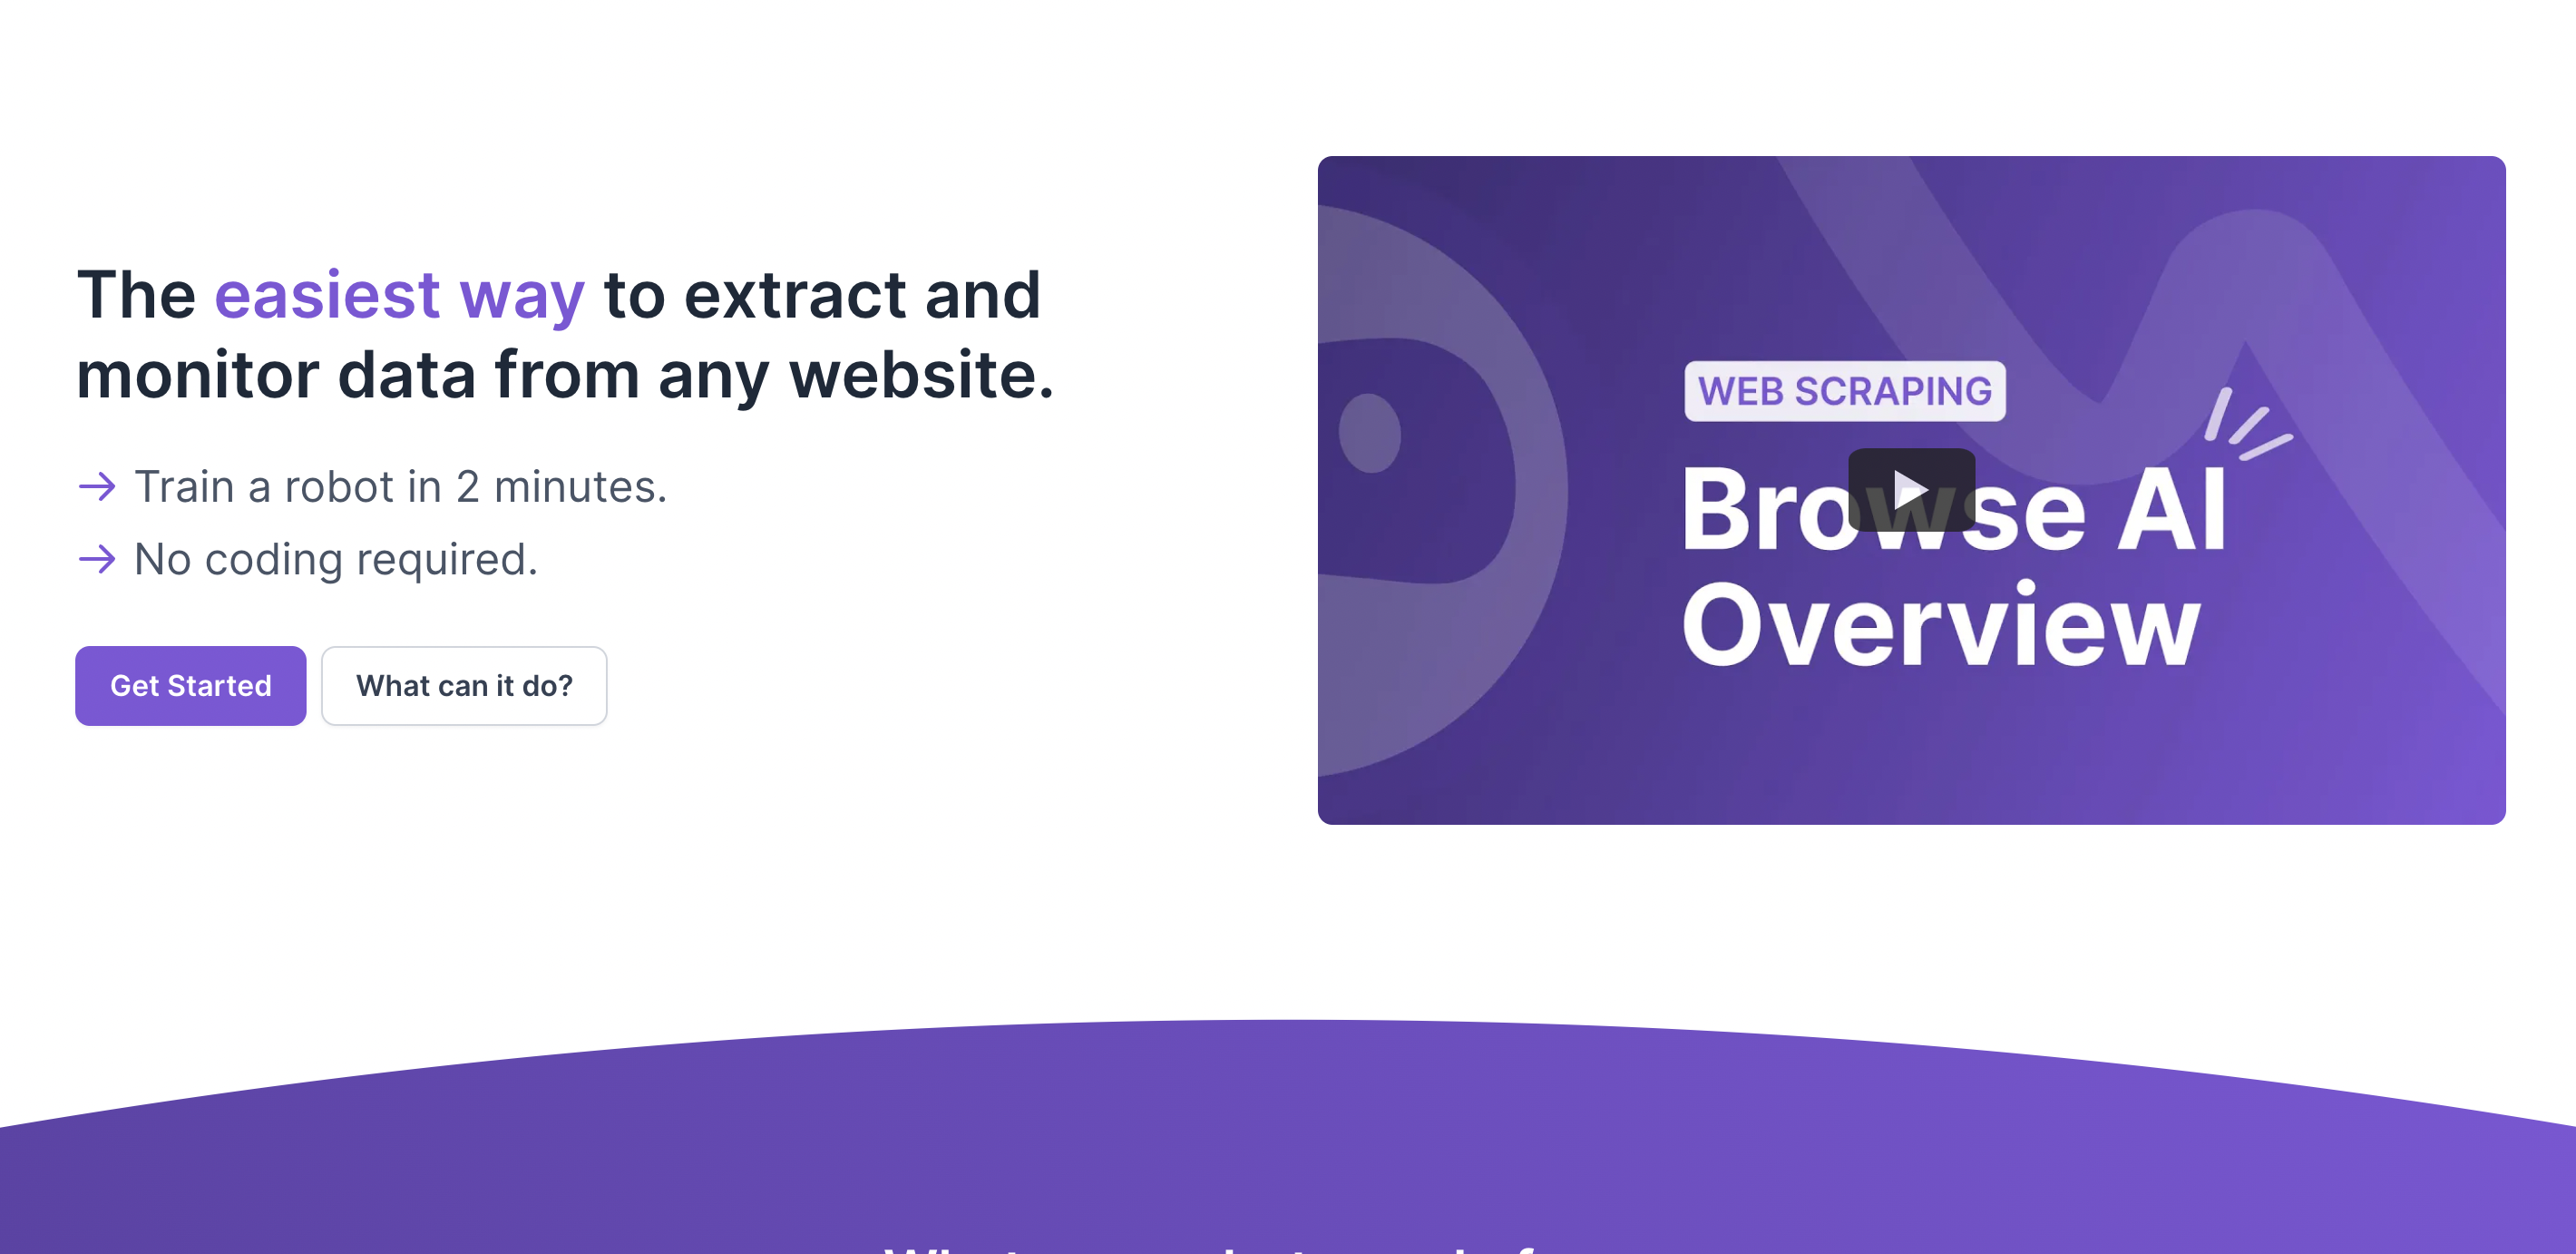 The easiest way to extract and
monitor data from any website.
Train a robot in 2 minutes.
No coding required.
Get Started
What can it do?
WEB SCRAPING
Browse AI
Overview